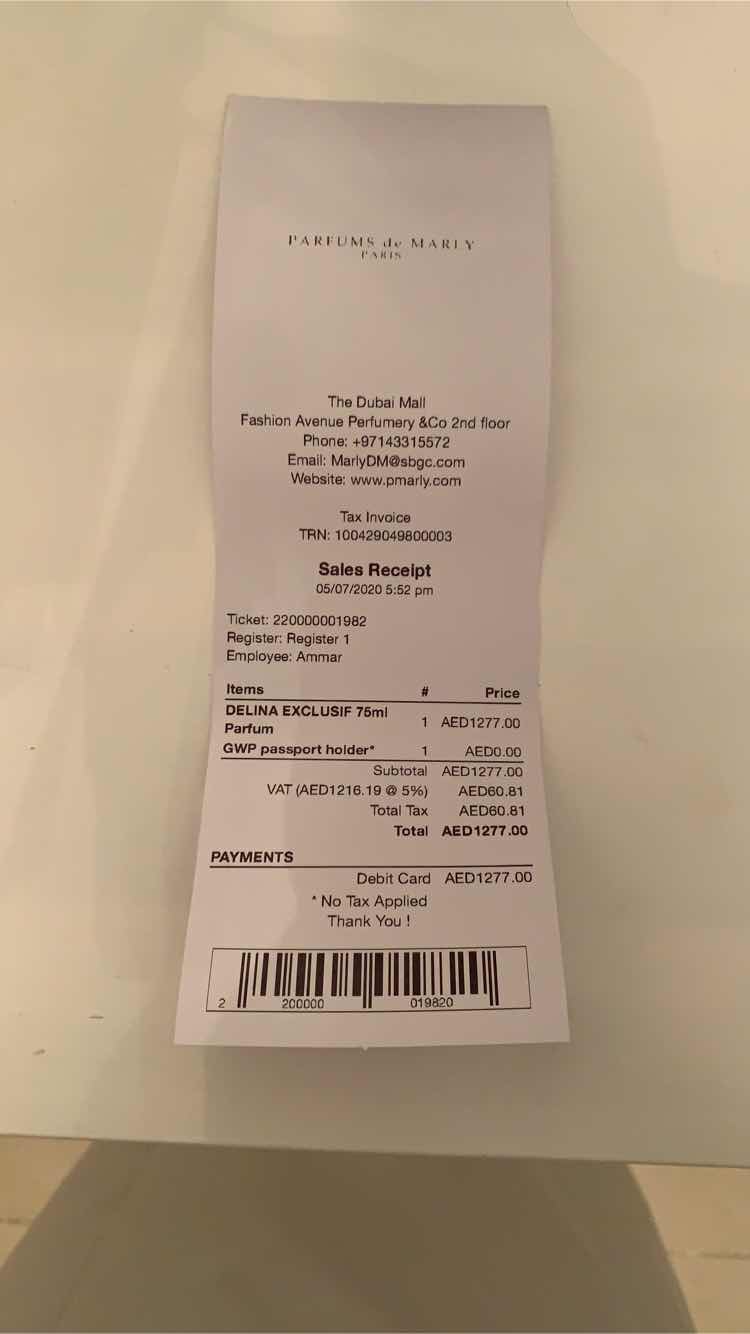 PARFUMS de MARLY
PARIS
The Dubai Mall
Fashion Avenue Perfumery &Co 2nd floor
Phone: +97143315572
Email: MarlyDM@sbgc.com
Website: www.pmarly.com
Tax Invoice
TRN: 100429049800003
Sales Receipt
05/07/2020 5:52 pm
Ticket: 220000001982
Register: Register 1
Employee: Ammar
Items # Price
DELINA EXCLUSIF 75ml
Parfum 1 AED1277.00
GWP passport holder* 1 AED0.00
Subtotal AED1277.00
VAT (AED1216.19 @ 5%) AED60.81
Total Tax AED60.81
Total AED1277.00
PAYMENTS
Debit Card AED1277.00
* No Tax Applied
Thank You !
2 200000 019820